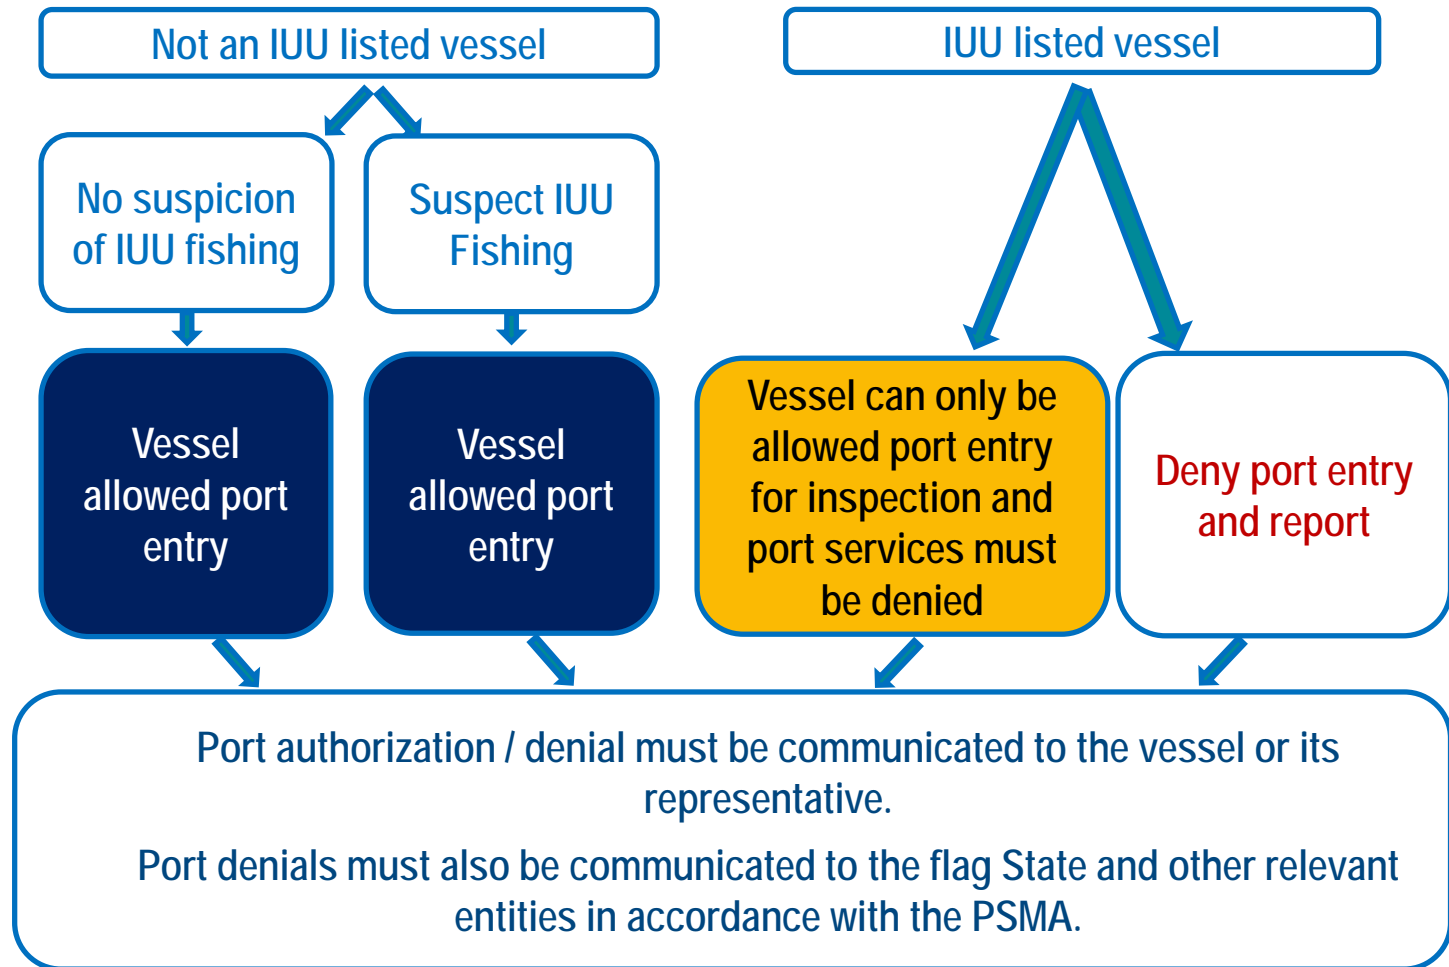 Not an IUU listed vessel
IUU listed vessel
No suspicion
of IUU fishing
Suspect IUU
Fishing
Vessel
allowed port
entry
Vessel
allowed port
entry
Vessel can only be
allowed port entry
for inspection and
port services must
be denied
Deny port entry
and report
Port authorization / denial must be communicated to the vessel or its
representative.
Port denials must also be communicated to the flag State and other relevant
entities in accordance with the PSMA.